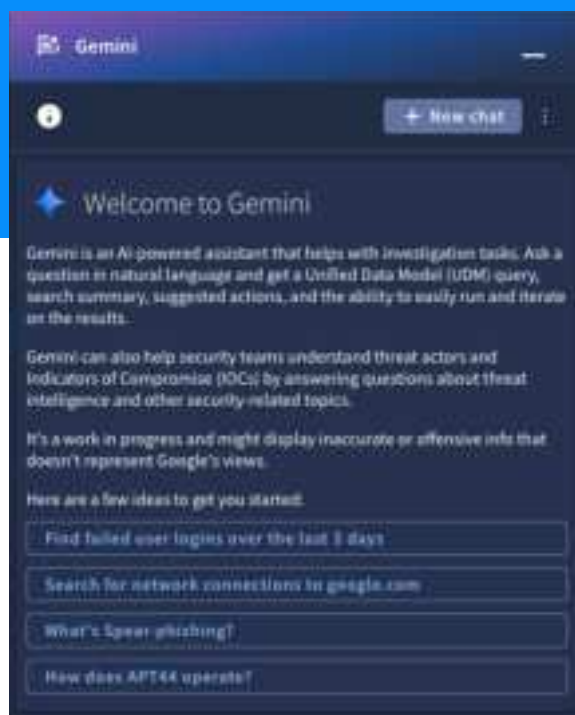 Gemini
+ New chat
Welcome to Gemini
Gemini is an AI-powered assistant that helps with investigation tasks. Ask a
question in natural language and get a Unified Data Model (UDM) query,
search summary, suggested actions, and the ability to easily run and iterate
on the results.
Gemini can also help security teams understand threat actors and
Indicators of Compromise (IOCs) by answering questions about threat
intelligence and other security-related topics.
It's a work in progress and might display inaccurate or offensive info that
doesn't represent Google's views.
Here are a few ideas to get you started:
Find failed user logins over the last 3 days
Search for network connections to google.com
What's Spear-phishing?
How does APT44 operate?